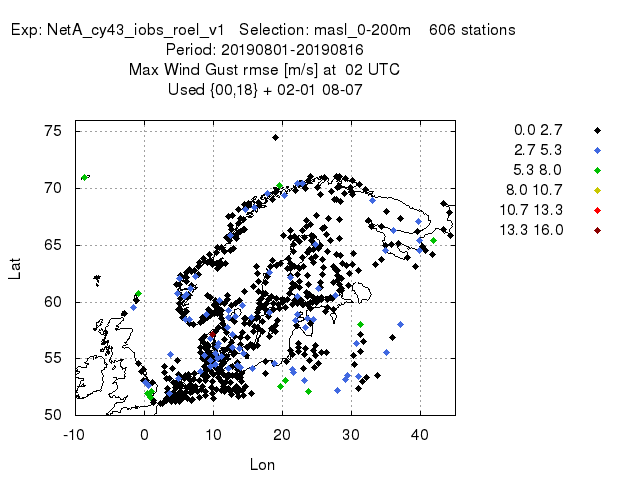 Exp: NetA_cy43_iobs_roel_v1 Selection: masl_0-200m 606 stations
Period: 20190801-20190816
Max Wind Gust rmse [m/s] at 02 UTC
Used {00,18} + 02-01 08-07
75
70
65
60
55
50
Lat
-10 0 10 20 30 40
Lon
0.0 2.7
2.7 5.3
5.3 8.0
8.0 10.7
10.7 13.3
13.3 16.0